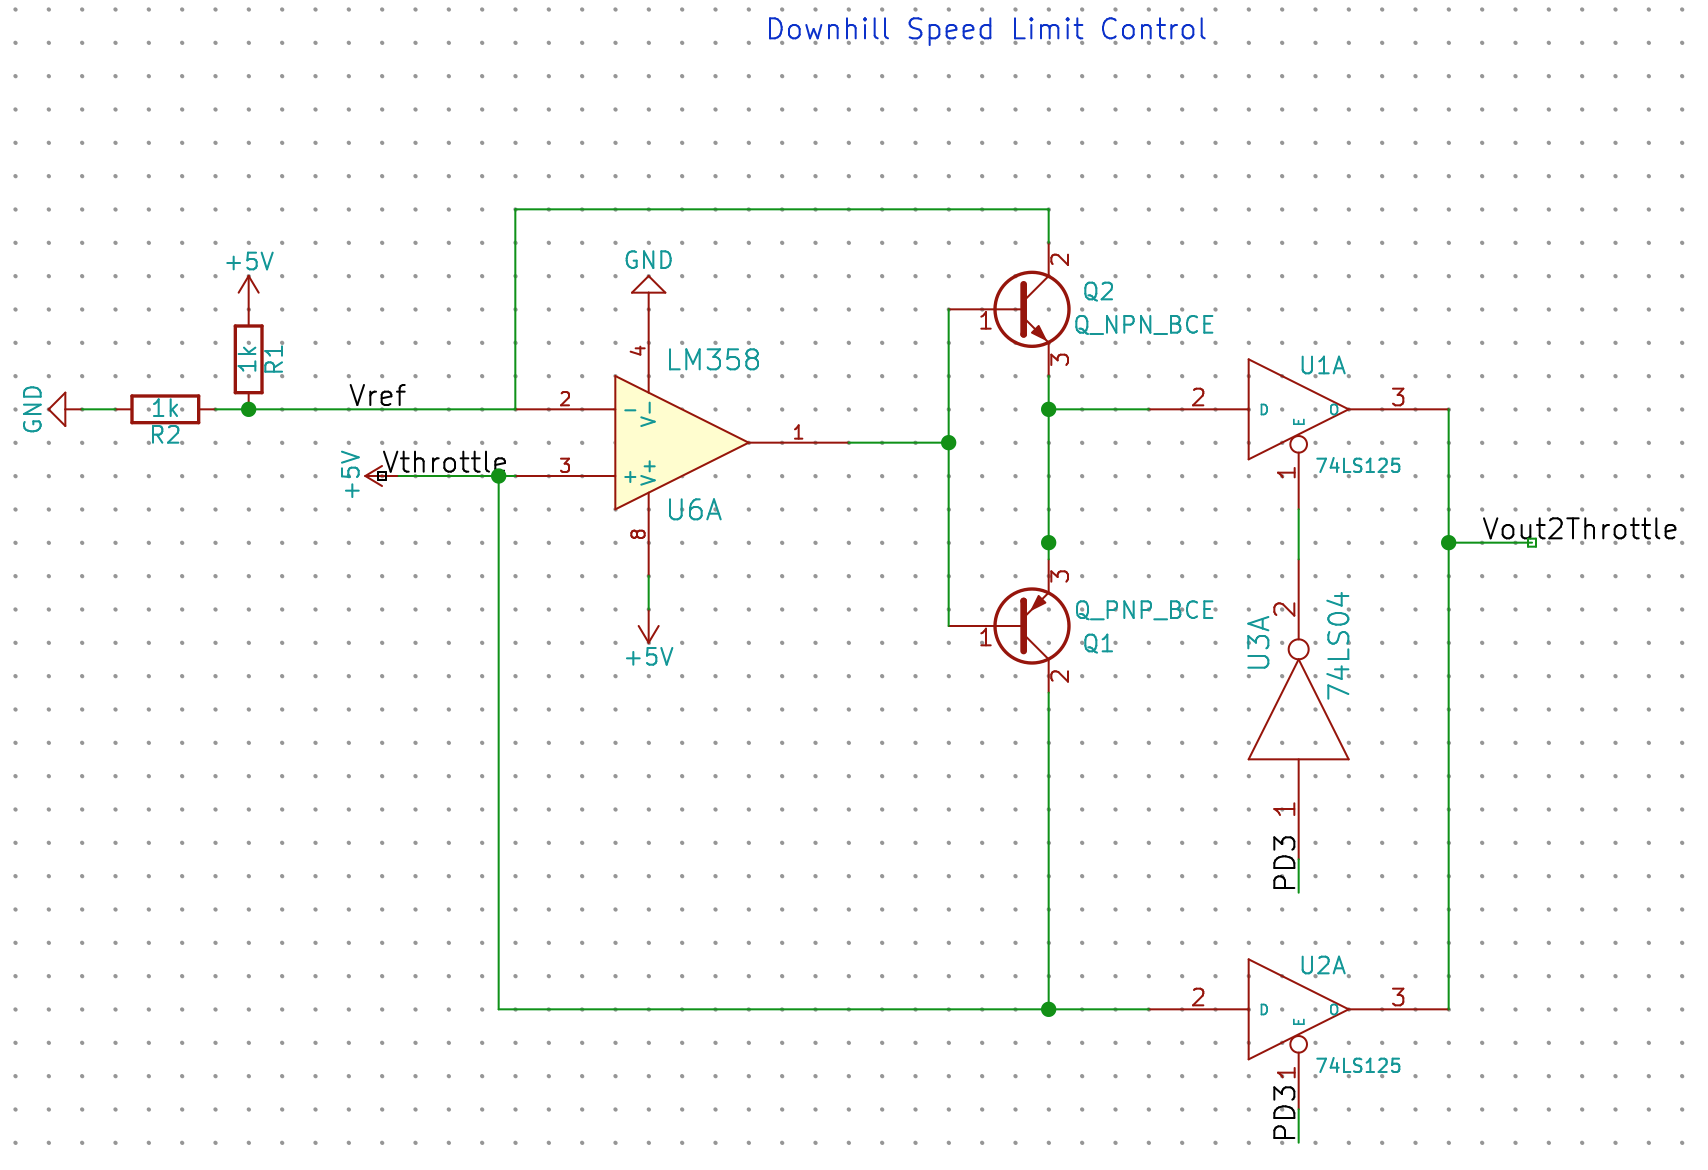 Downhill Speed Limit Control
+5V
1k
R1
GND
1k
R2
Vref
+5V
Vthrottle
GND
4
LM358
2
-
V-
3
+
V+
1
U6A
8
+5V
2
Q2
1
Q_NPN_BCE
3
3
Q_PNP_BCE
1
Q1
2
U1A
2
D
O
3
E
74LS125
1
Vout2Throttle
2
U3A
74LS04
1
PD3
U2A
2
D
O
3
E
74LS125
1
PD3